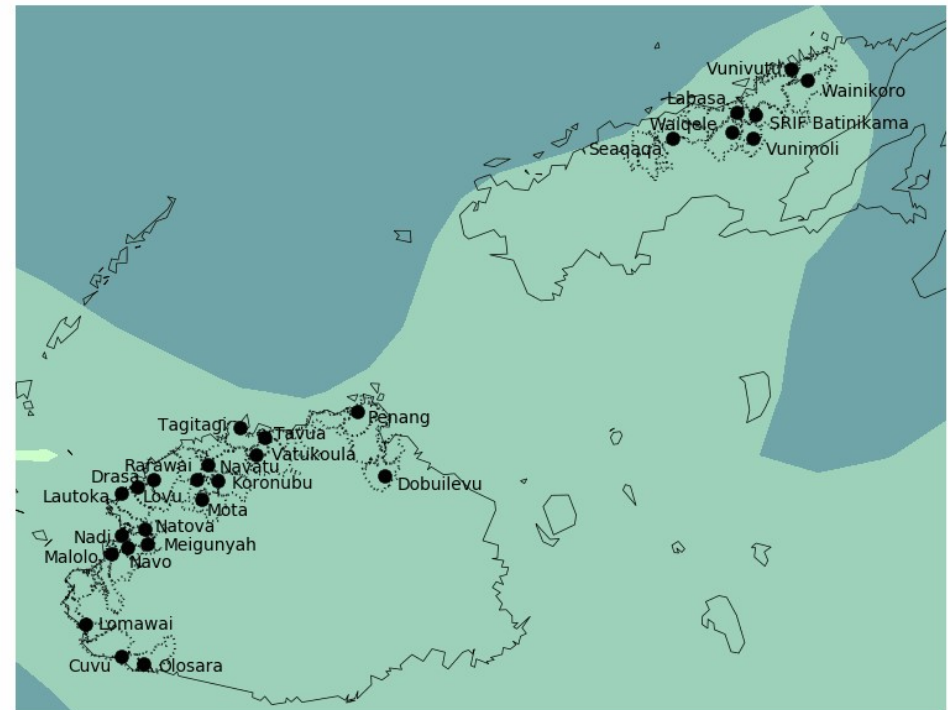 Vunivutu
Wainikoro
Labasa
SRIF Batinikama
Waiqele
Seaqaqa
Vunimoli
Penang
Tagitagi
Tavua
Vatukoula
Rarawai
Navatu
Drasa
Koronubu
Lautoka
Lovu
Mota
Natova
Nadi
Meigunyah
Malolo
Navo
Dobuilevu
Lomawai
Cuvu
Olosara